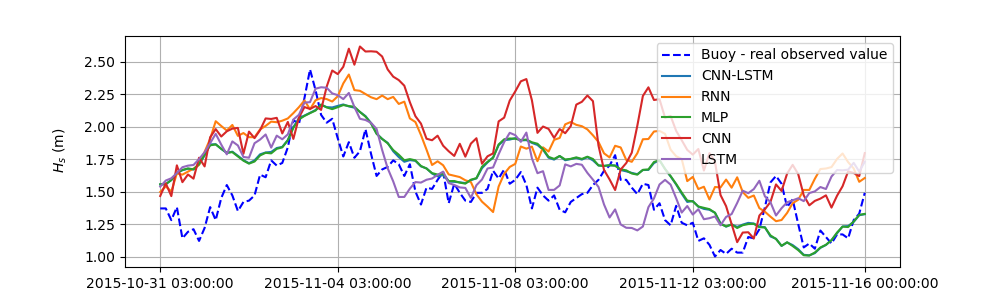 2.50
2.25
2.00
1.75
1.50
1.25
1.00
Hs (m)
Buoy - real observed value
CNN-LSTM
RNN
MLP
CNN
LSTM
2015-10-31 03:00:00 2015-11-04 03:00:00 2015-11-08 03:00:00 2015-11-12 03:00:00 2015-11-16 00:00:00